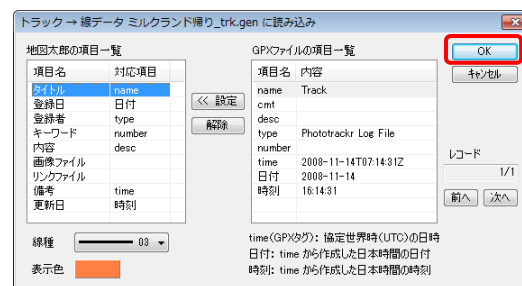 トラック → 線データ ミルクランド帰り_trk.gen に読み込み
地図太郎の項目一覧
項目名 対応項目
タイトル name
登録日 日付
登録者 type
キーワード number
内容 desc
画像ファイル
リンクファイル
備考 time
更新日 時刻
<< 設定
解除
GPXファイルの項目一覧
項目名 内容
name Track
cmt
desc
type Phototrackr Log File
number
time 2008-11-14T07:14:31Z
日付 2008-11-14
時刻 16:14:31
OK
キャンセル
レコード
1/1
前へ 次へ
線種 03
表示色
time(GPXタグ): 協定世界時(UTC)の日時
日付: time から作成した日本時間の日付
時刻: time から作成した日本時間の時刻